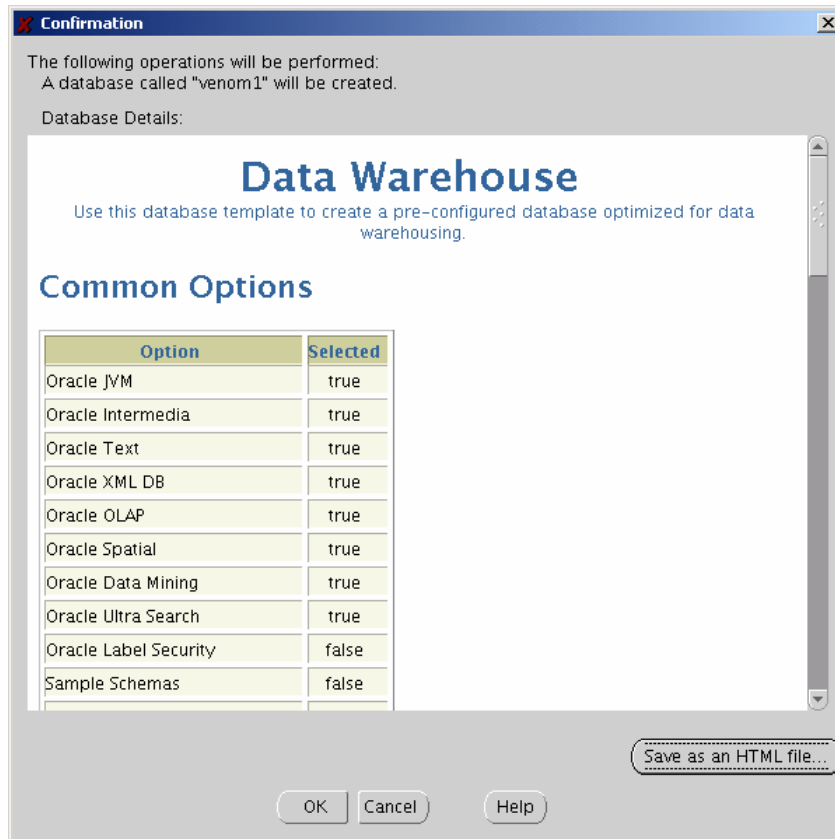 Confirmation
The following operations will be performed:
A database called "venom1" will be created.
Database Details:
Data Warehouse
Use this database template to create a pre-configured database optimized for data
warehousing.
Common Options
Option Selected
Oracle JVM true
Oracle Intermedia true
Oracle Text true
Oracle XML DB true
Oracle OLAP true
Oracle Spatial true
Oracle Data Mining true
Oracle Ultra Search true
Oracle Label Security false
Sample Schemas false
Save as an HTML file...
OK Cancel Help